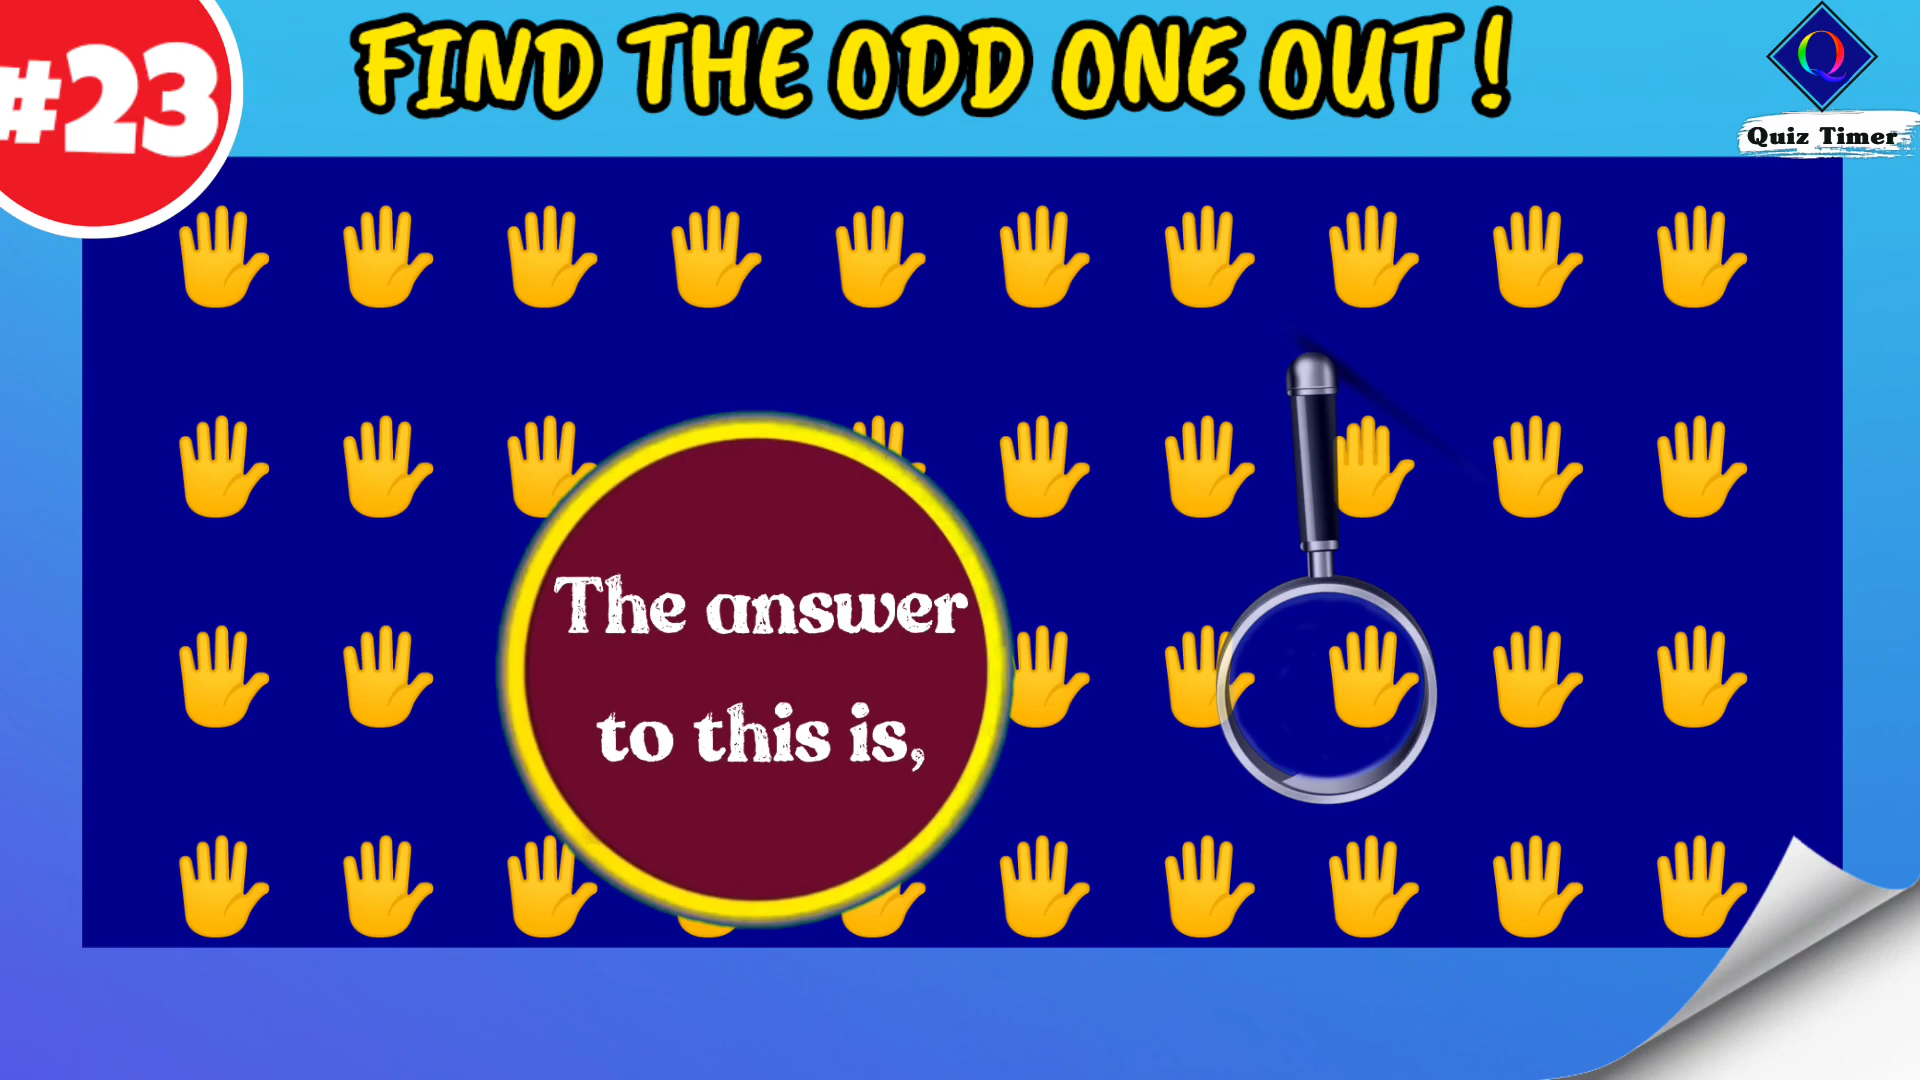 #23
FIND THE ODD ONE OUT !
Q
Quiz Timer
The answer
to this is,